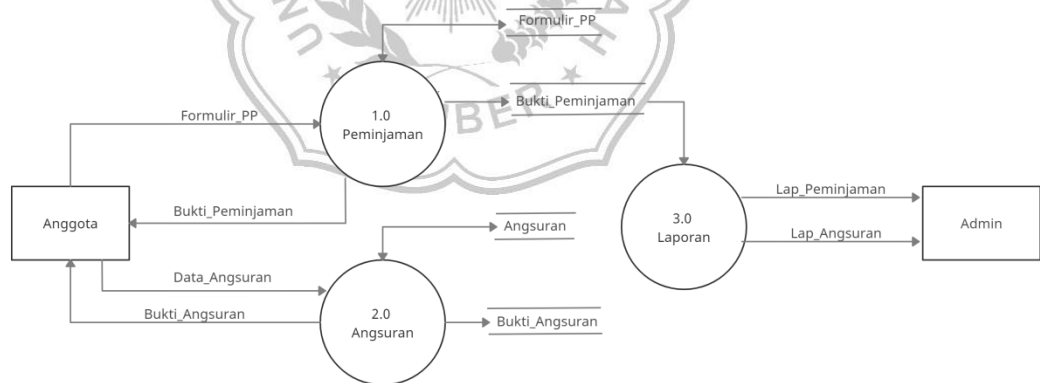 Formulir_PP
Bukti_Peminjaman
1.0
Peminjaman
Formulir_PP
Bukti_Peminjaman
Anggota
3.0
Laporan
Lap_Peminjaman
Lap_Angsuran
Admin
Angsuran
Data_Angsuran
Bukti_Angsuran
2.0
Angsuran
Bukti_Angsuran